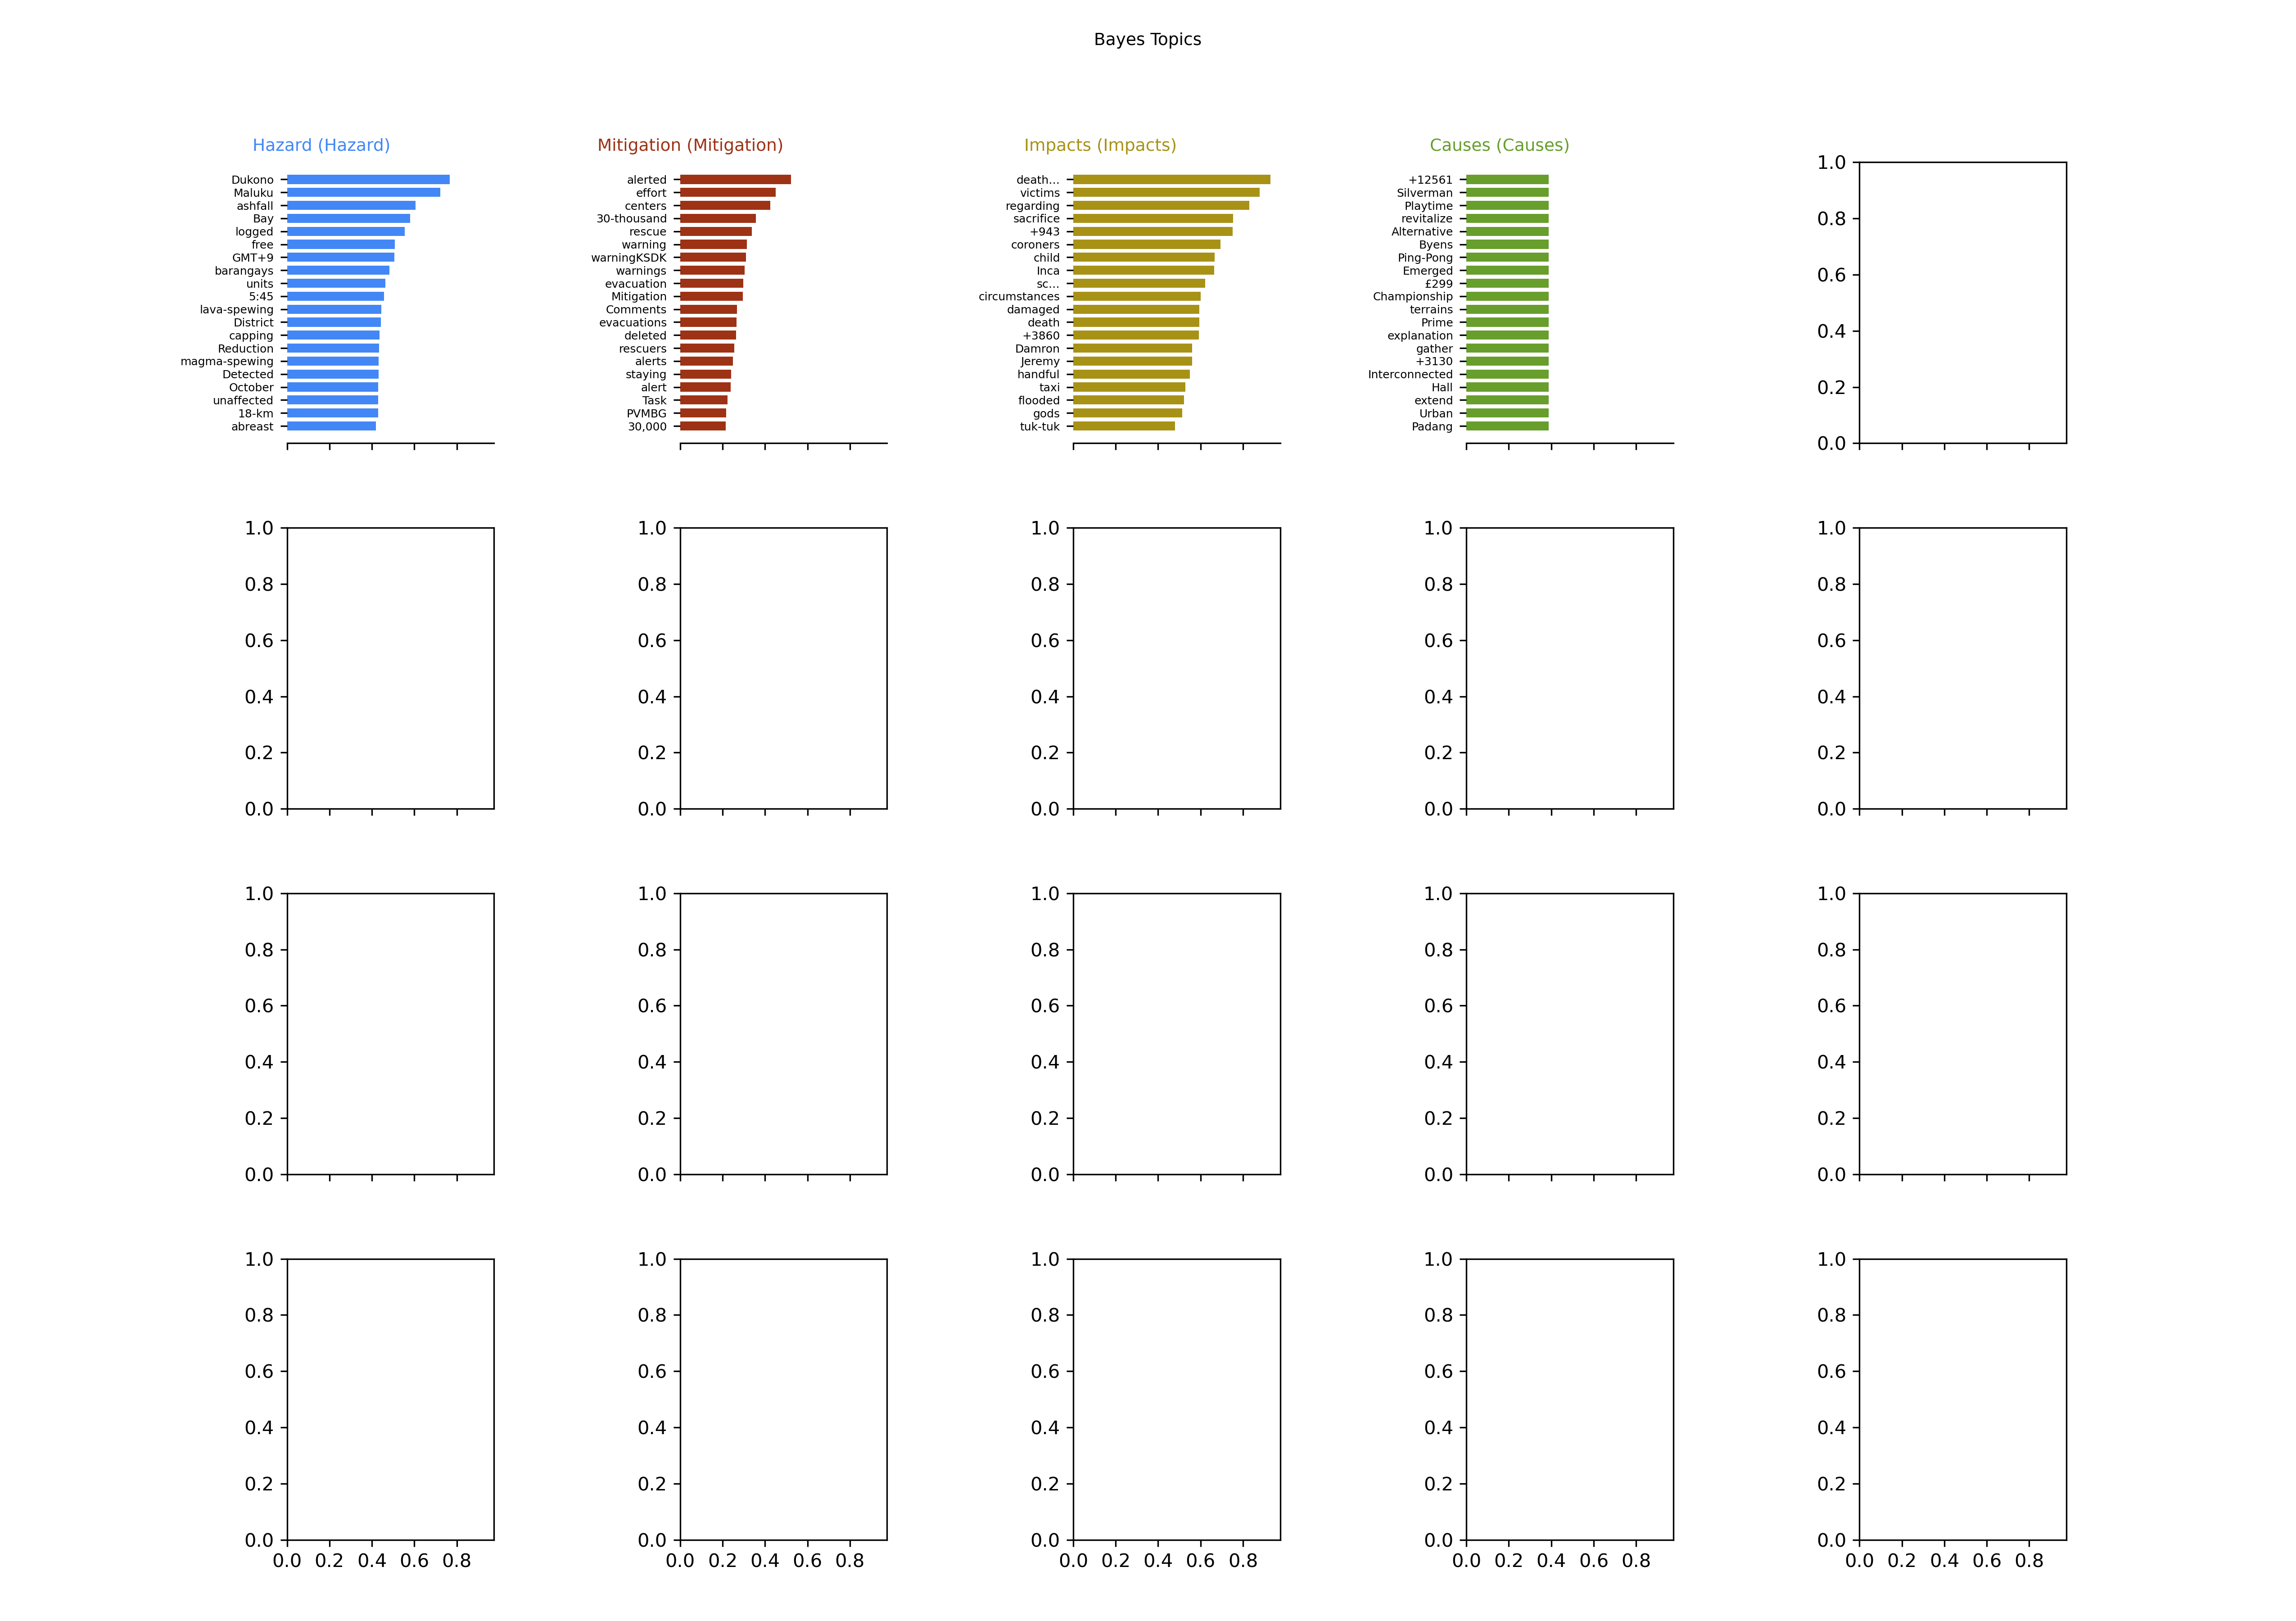 Bayes Topics
Hazard (Hazard)
Dukono
Maluku
ashfall
Bay
logged
free
GMT+9
barangays
units
5:45
lava-spewing
District
capping
Reduction
magma-spewing
Detected
October
unaffected
18-km
abreast
Mitigation (Mitigation)
alerted
effort
centers
30-thousand
rescue
warning
warningKSDK
warnings
evacuation
Mitigation
Comments
evacuations
deleted
rescuers
alerts
staying
alert
Task
PVMBG
30,000
Impacts (Impacts)
death...
victims
regarding
sacrifice
+943
coroners
child
Inca
sc...
circumstances
damaged
death
+3860
Damron
Jeremy
handful
taxi
flooded
gods
tuk-tuk
Causes (Causes)
+12561
Silverman
Playtime
revitalize
Alternative
Byens
Ping-Pong
Emerged
£299
Championship
terrains
Prime
explanation
gather
+3130
Interconnected
Hall
extend
Urban
Padang
1.0
0.8
0.6
0.4
0.2
0.0
1.0 1.0 1.0 1.0 1.0
0.8 0.8 0.8 0.8 0.8
0.6 0.6 0.6 0.6 0.6
0.4 0.4 0.4 0.4 0.4
0.2 0.2 0.2 0.2 0.2
0.0 0.0 0.0 0.0 0.0
1.0 1.0 1.0 1.0 1.0
0.8 0.8 0.8 0.8 0.8
0.6 0.6 0.6 0.6 0.6
0.4 0.4 0.4 0.4 0.4
0.2 0.2 0.2 0.2 0.2
0.0 0.0 0.0 0.0 0.0
1.0 1.0 1.0 1.0 1.0
0.8 0.8 0.8 0.8 0.8
0.6 0.6 0.6 0.6 0.6
0.4 0.4 0.4 0.4 0.4
0.2 0.2 0.2 0.2 0.2
0.0 0.0 0.0 0.0 0.0
0.0 0.2 0.4 0.6 0.8 0.0 0.2 0.4 0.6 0.8 0.0 0.2 0.4 0.6 0.8 0.0 0.2 0.4 0.6 0.8 0.0 0.2 0.4 0.6 0.8